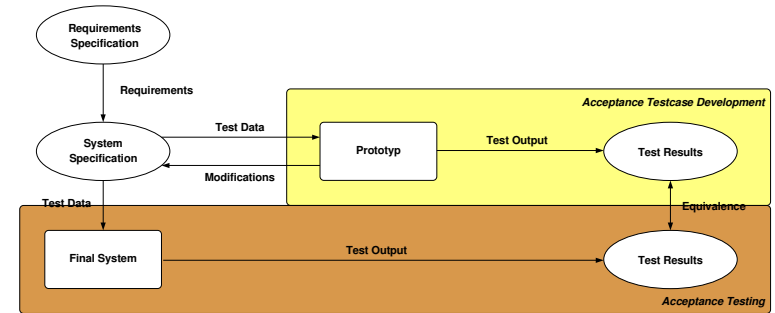 Requirements
Specification
Requirements
Acceptance Testcase Development
Test Data
System
Specification
Prototyp
Test Output
Test Results
Modifications
Test Data
Equivalence
Final System
Test Output
Test Results
Acceptance Testing